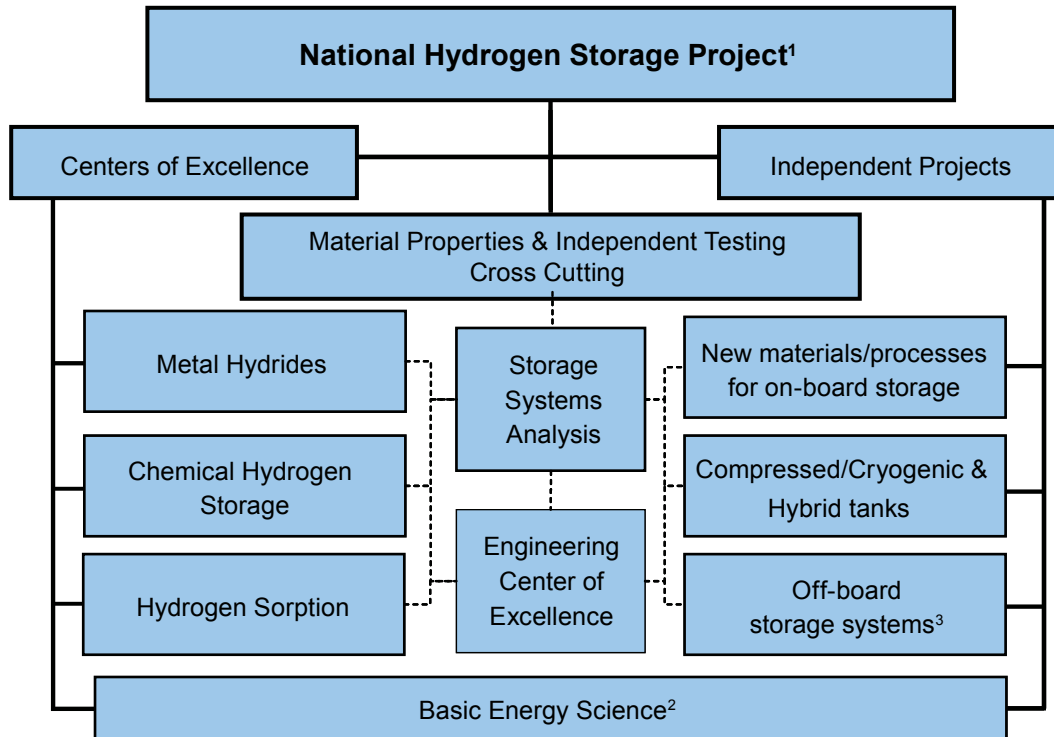 National Hydrogen Storage Project¹
Centers of Excellence
Independent Projects
Material Properties & Independent Testing
Cross Cutting
Metal Hydrides
Storage
Systems
Analysis
New materials/processes
for on-board storage
Chemical Hydrogen
Storage
Compressed/Cryogenic &
Hybrid tanks
Engineering
Center of
Excellence
Hydrogen Sorption
Off-board
storage systems³
Basic Energy Science²